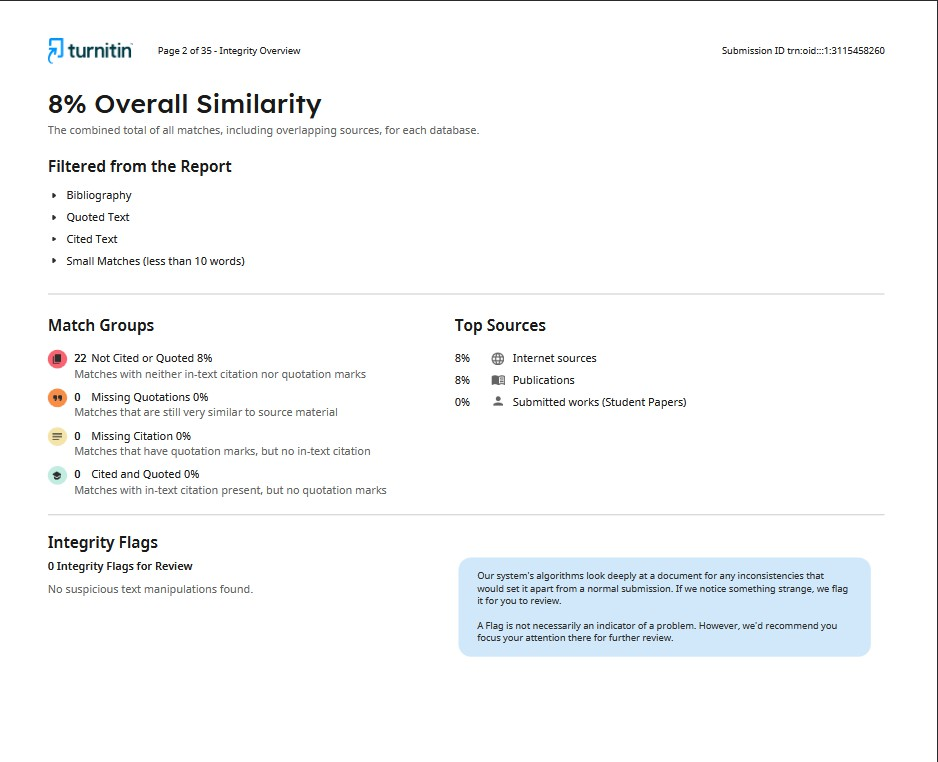 turnitin Page 2 of 35 - Integrity Overview Submission ID trn:oid:::1:3115458260
8% Overall Similarity
The combined total of all matches, including overlapping sources, for each database.
Filtered from the Report
Bibliography
Quoted Text
Cited Text
Small Matches (less than 10 words)
Match Groups
22 Not Cited or Quoted 8%
Matches with neither in-text citation nor quotation marks
0 Missing Quotations 0%
Matches that are still very similar to source material
0 Missing Citation 0%
Matches that have quotation marks, but no in-text citation
0 Cited and Quoted 0%
Matches with in-text citation present, but no quotation marks
Top Sources
8% Internet sources
8% Publications
0% Submitted works (Student Papers)
Integrity Flags
0 Integrity Flags for Review
No suspicious text manipulations found.
Our system's algorithms look deeply at a document for any inconsistencies that
would set it apart from a normal submission. If we notice something strange, we flag
it for you to review.
A Flag is not necessarily an indicator of a problem. However, we'd recommend you
focus your attention there for further review.